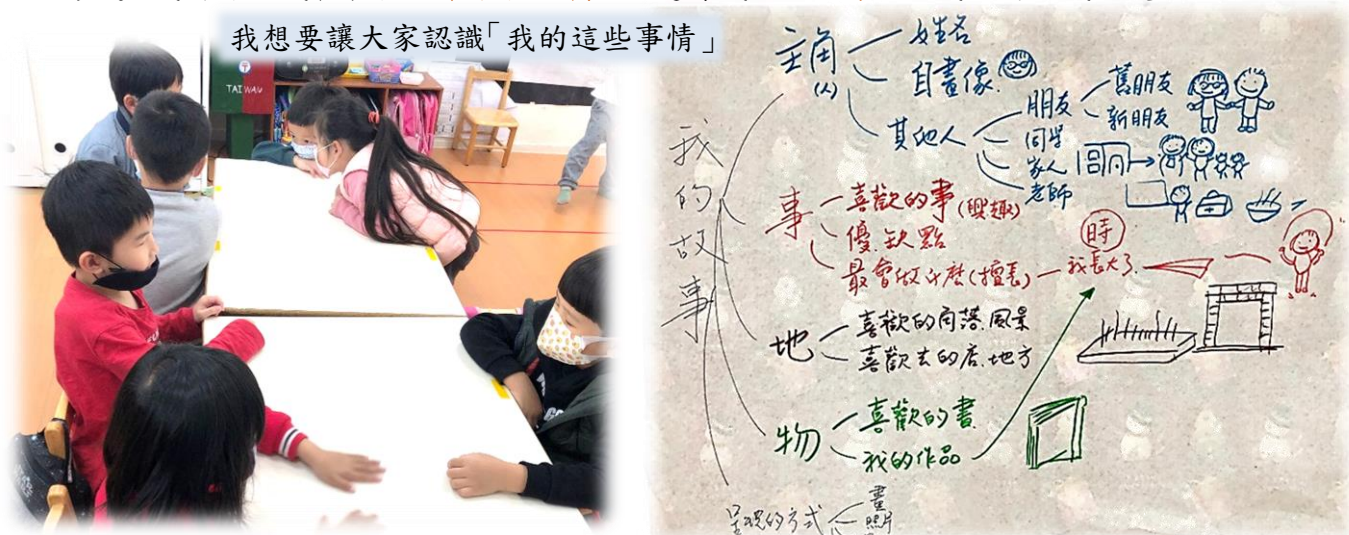 我想要讓大家認識「我的這些事情」
TAIWAN
我的故事
主角(人)
姓名
自畫像
其他人
朋友
舊朋友
新朋友
同學
家人
老師
事
喜歡的事(興趣)
優.缺點
最會做什麼(擅長)
時
我長大了
地
喜歡的角落.風景
喜歡去的店.地方
物
喜歡的書
我的作品
呈現的方式
畫
照片